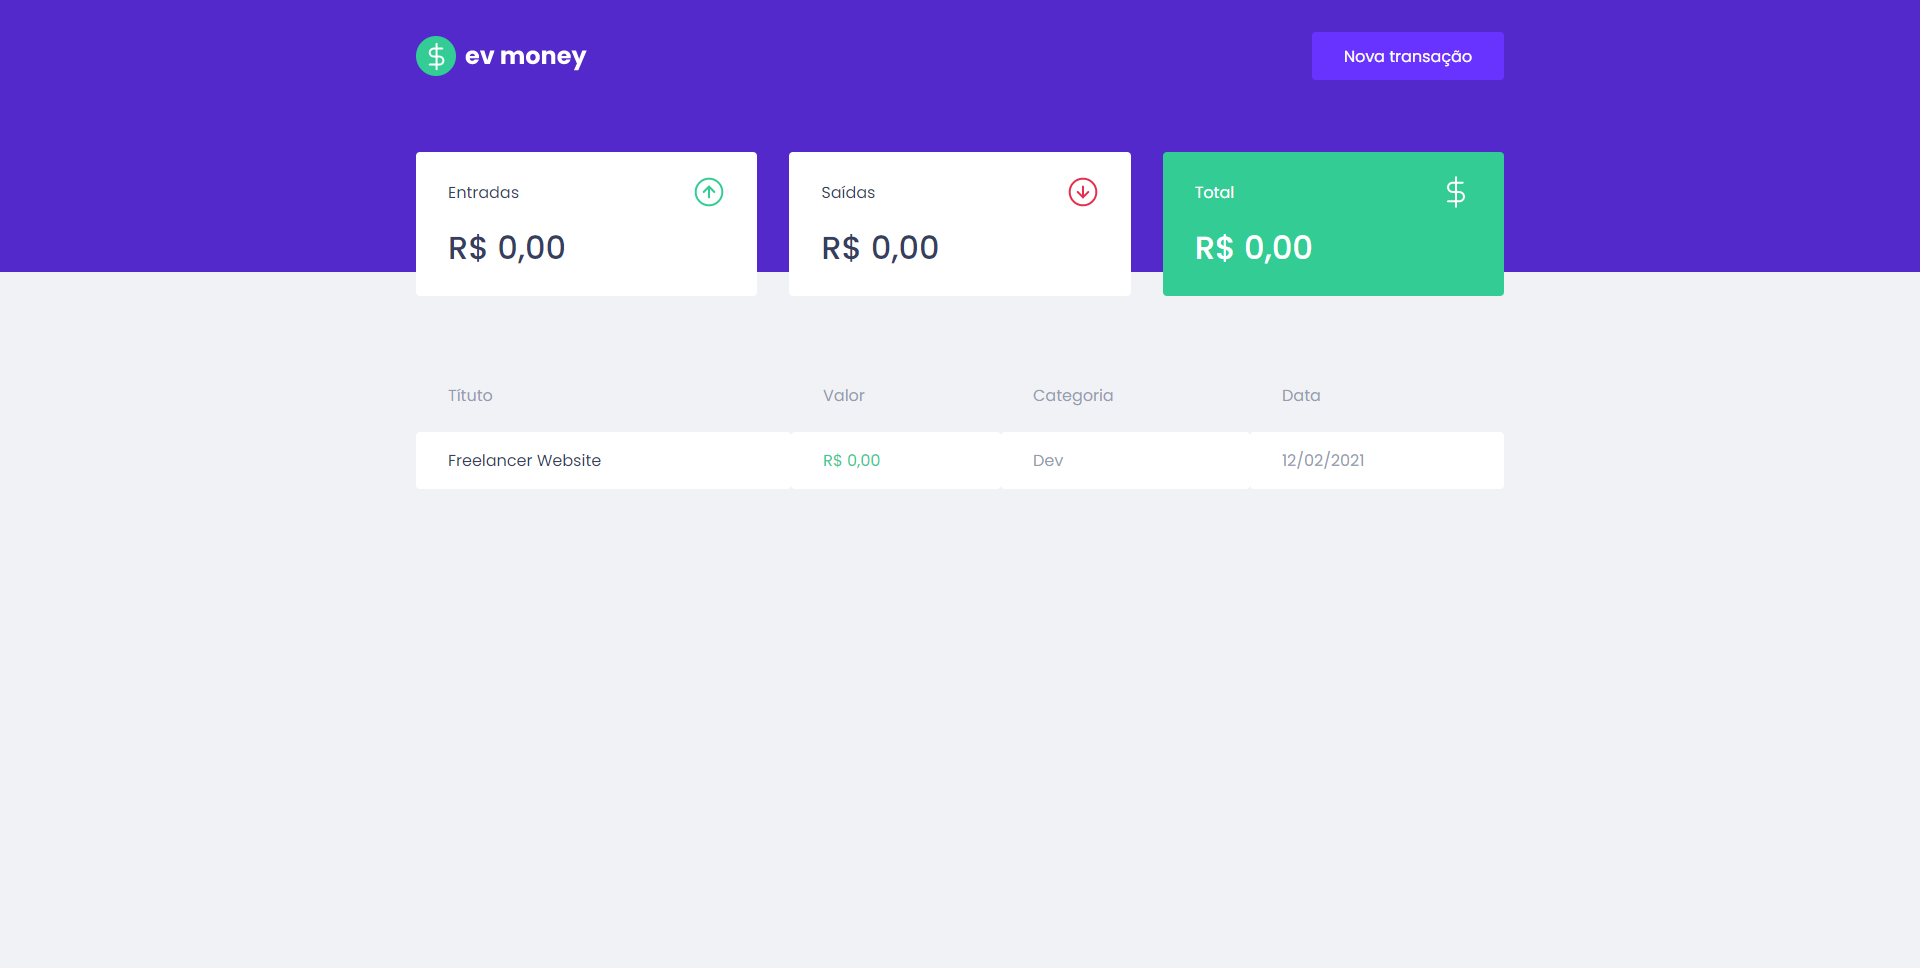 ev money
Nova transação
Entradas
R$ 0,00
Saídas
R$ 0,00
Total
R$ 0,00
Títuto Valor Categoria Data
Freelancer Website R$ 0,00 Dev 12/02/2021